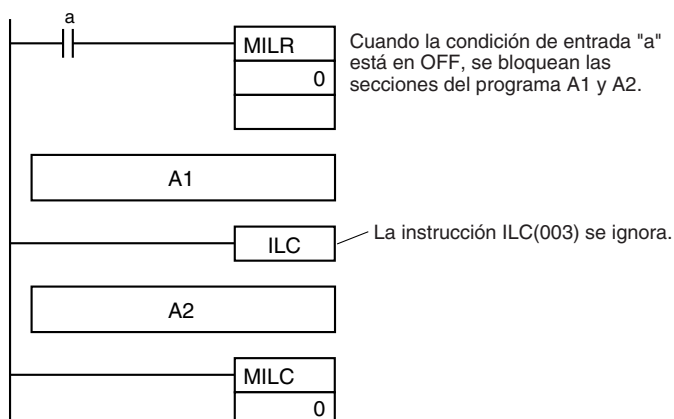 a
MILR
0
Cuando la condición de entrada "a"
está en OFF, se bloquean las
secciones del programa A1 y A2.
A1
ILC
La instrucción ILC(003) se ignora.
A2
MILC
0